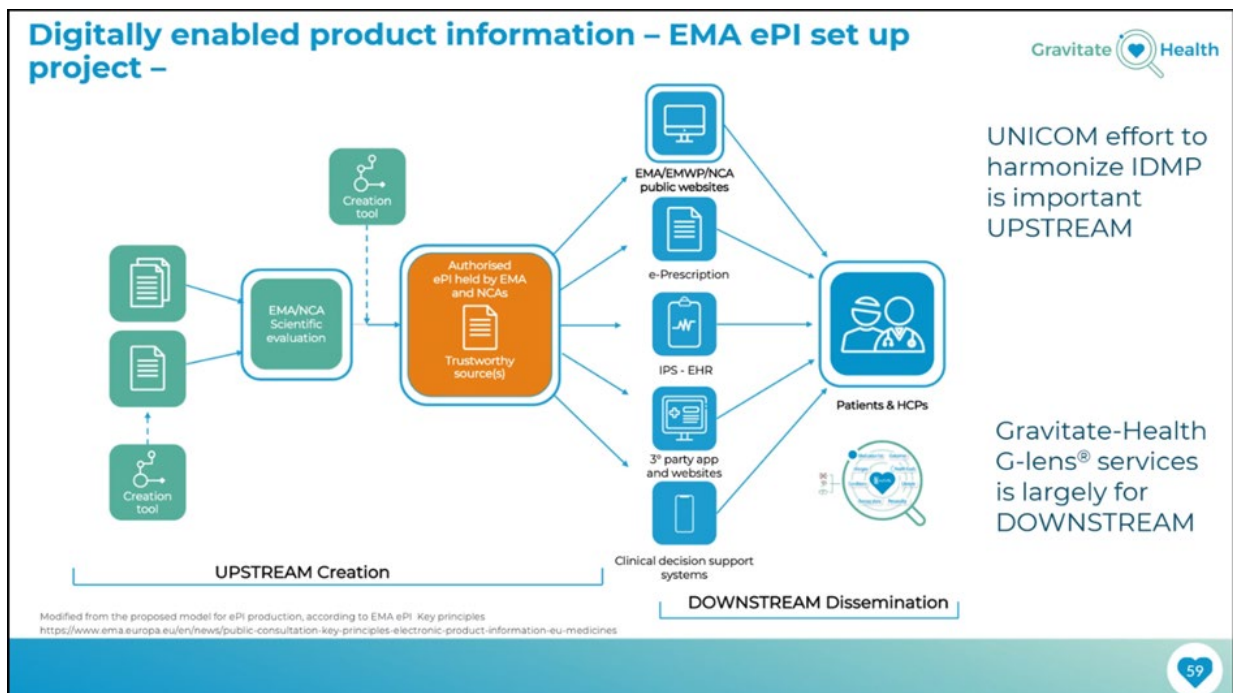 Digitally enabled product information – EMA ePI set up
project –
Gravitate Health
UNICOM effort to
harmonize IDMP
is important
UPSTREAM
Creation
tool
EMA/NCA
Scientific
evaluation
Authorised
ePI held by EMA
and NCAs
Trustworthy
source(s)
Creation
tool
EMA/EMWP/NCA
public websites
e-Prescription
IPS - EHR
3° party app
and websites
Clinical decision support
systems
Patients & HCPs
Gravitate-Health
G-lens® services
is largely for
DOWNSTREAM
UPSTREAM Creation
DOWNSTREAM Dissemination
Modified from the proposed model for ePI production, according to EMA ePI Key principles
https://www.ema.europa.eu/en/news/public-consultation-key-principles-electronic-product-information-eu-medicines
59